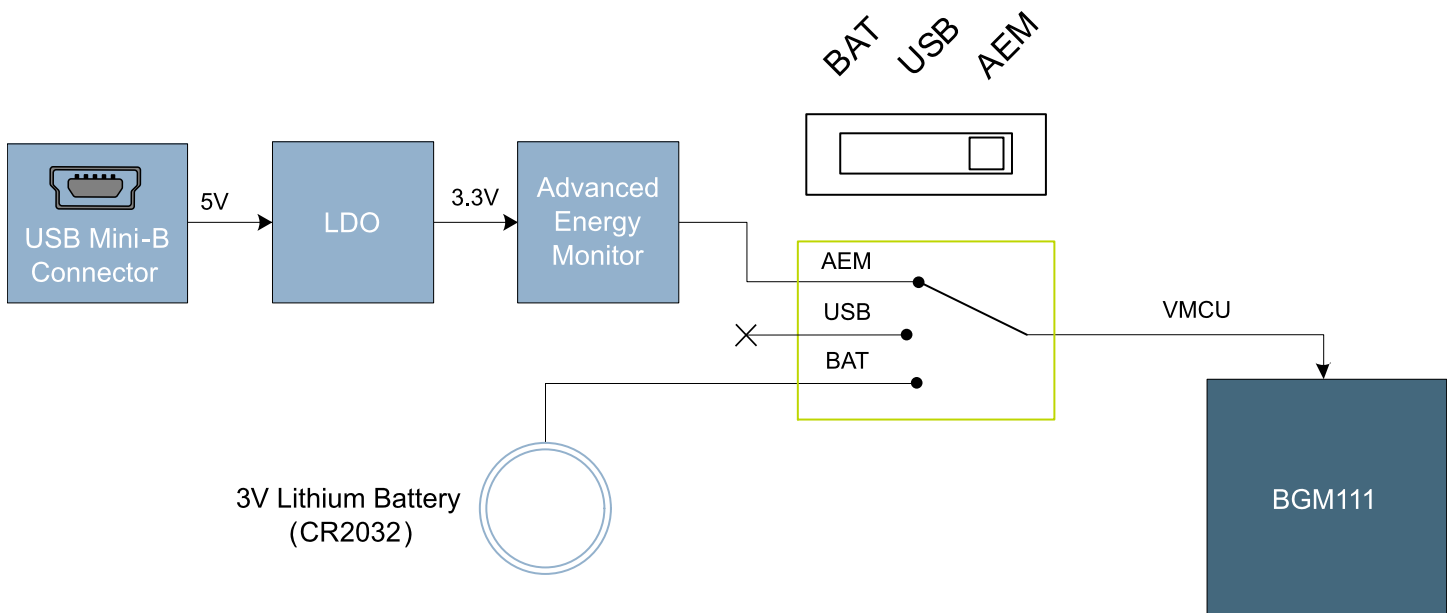 BAT
USB
AEM
USB Mini-B
Connector
5V
LDO
3.3V
Advanced
Energy
Monitor
AEM
USB
BAT
VMCU
3V Lithium Battery
(CR2032)
BGM111